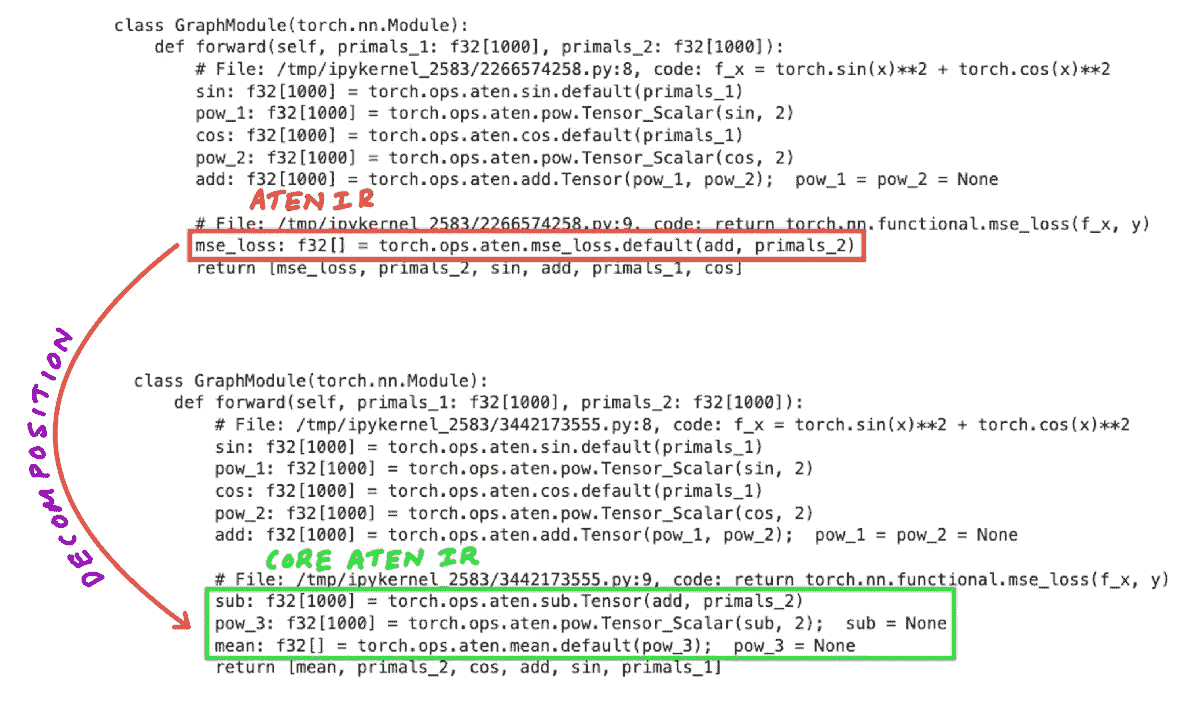 class GraphModule(torch.nn.Module):
def forward(self, primals_1: f32[1000], primals_2: f32[1000]):
# File: /tmp/ipykernel_2583/2266574258.py:8, code: f_x = torch.sin(x)**2 + torch.cos(x)**2
sin: f32[1000] = torch.ops.aten.sin.default(primals_1)
pow_1: f32[1000] = torch.ops.aten.pow.Tensor_Scalar(sin, 2)
cos: f32[1000] = torch.ops.aten.cos.default(primals_1)
pow_2: f32[1000] = torch.ops.aten.pow.Tensor_Scalar(cos, 2)
add: f32[1000] = torch.ops.aten.add.Tensor(pow_1, pow_2);  pow_1 = pow_2 = None
ATEN IR
# File: /tmp/ipykernel_2583/2266574258.py:9, code: return torch.nn.functional.mse_loss(f_x, y)
mse_loss: f32[] = torch.ops.aten.mse_loss.default(add, primals_2)
return [mse_loss, primals_2, sin, add, primals_1, cos]
DECOMPOSITION
class GraphModule(torch.nn.Module):
def forward(self, primals_1: f32[1000], primals_2: f32[1000]):
# File: /tmp/ipykernel_2583/3442173555.py:8, code: f_x = torch.sin(x)**2 + torch.cos(x)**2
sin: f32[1000] = torch.ops.aten.sin.default(primals_1)
pow_1: f32[1000] = torch.ops.aten.pow.Tensor_Scalar(sin, 2)
cos: f32[1000] = torch.ops.aten.cos.default(primals_1)
pow_2: f32[1000] = torch.ops.aten.pow.Tensor_Scalar(cos, 2)
add: f32[1000] = torch.ops.aten.add.Tensor(pow_1, pow_2);  pow_1 = pow_2 = None
CORE ATEN IR
# File: /tmp/ipykernel_2583/3442173555.py:9, code: return torch.nn.functional.mse_loss(f_x, y)
sub: f32[1000] = torch.ops.aten.sub.Tensor(add, primals_2)
pow_3: f32[1000] = torch.ops.aten.pow.Tensor_Scalar(sub, 2);  sub = None
mean: f32[] = torch.ops.aten.mean.default(pow_3);  pow_3 = None
return [mean, primals_2, cos, add, sin, primals_1]